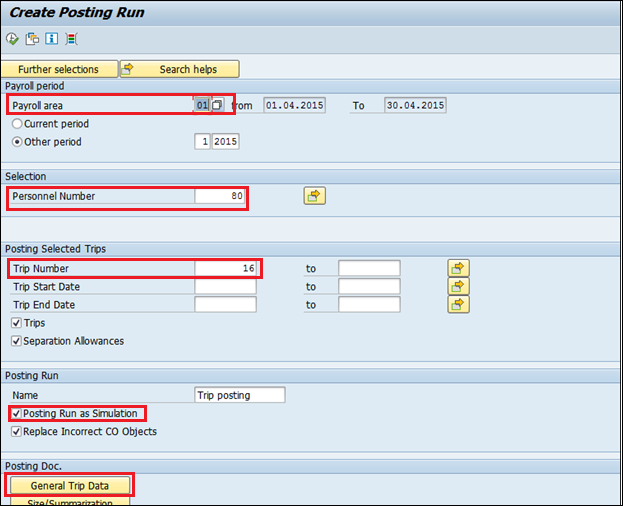 Create Posting Run
Further selections Search helps
Payroll period
Payroll area 01 from 01.04.2015 To 30.04.2015
Current period
Other period 1 2015
Selection
Personnel Number 80
Posting Selected Trips
Trip Number 16 to
Trip Start Date to
Trip End Date to
Trips
Separation Allowances
Posting Run
Name Trip posting
Posting Run as Simulation
Replace Incorrect CO Objects
Posting Doc.
General Trip Data
Size/Summarization